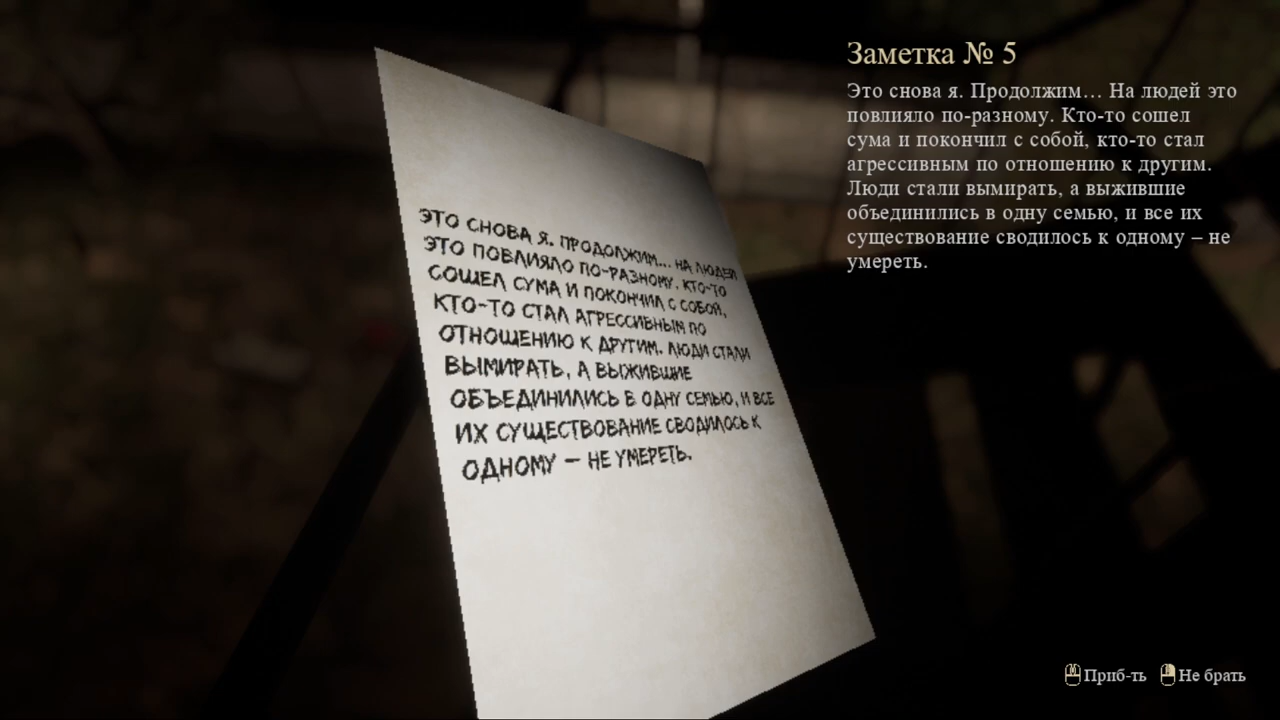 ЭТО СНОВА Я. ПРОДОЛЖИМ... НА ЛЮДЕЙ
ЭТО ПОВЛИЯЛО ПО-РАЗНОМУ. КТО-ТО
СОШЕЛ СУМА И ПОКОНЧИЛ С СОБОЙ,
КТО-ТО СТАЛ АГРЕССИВНЫМ ПО
ОТНОШЕНИЮ К ДРУГИМ. ЛЮДИ СТАЛИ
ВЫМИРАТЬ, А ВЫЖИВШИЕ
ОБЪЕДИНИЛИСЬ В ОДНУ СЕМЬЮ, И ВСЕ
ИХ СУЩЕСТВОВАНИЕ СВОДИЛОСЬ К
ОДНОМУ – НЕ УМЕРЕТЬ.
Заметка № 5
Это снова я. Продолжим... На людей это
повлияло по-разному. Кто-то сошел
сума и покончил с собой, кто-то стал
агрессивным по отношению к другим.
Люди стали вымирать, а выжившие
объединились в одну семью, и все их
существование сводилось к одному – не
умереть.
Приб-ть Не брать